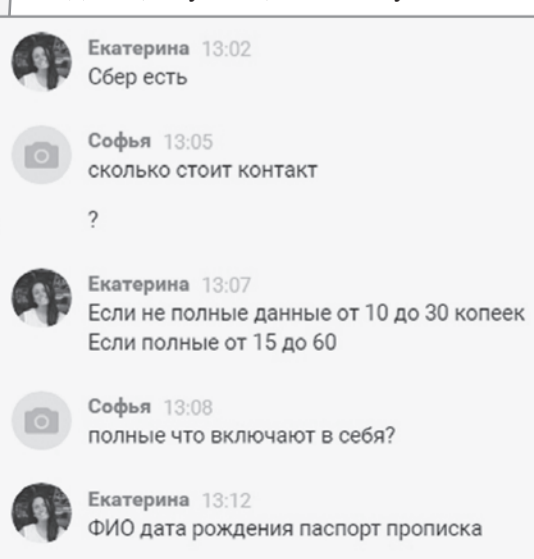 Екатерина 13:02
Сбер есть
Софья 13:05
сколько стоит контакт
?
Екатерина 13:07
Если не полные данные от 10 до 30 копеек
Если полные от 15 до 60
Софья 13:08
полные что включают в себя?
Екатерина 13:12
ФИО дата рождения паспорт прописка